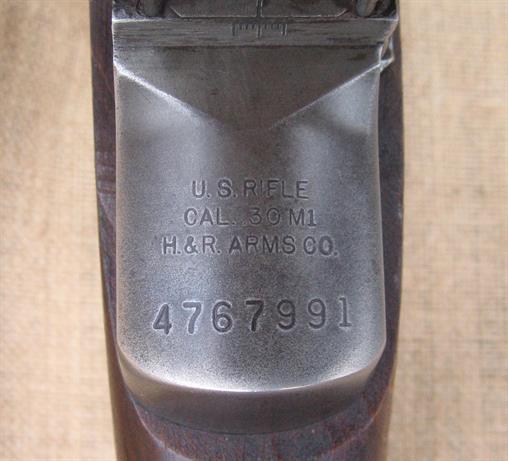 U.S. RIFLE
CAL. .30 M1
H.& R. ARMS CO.
4767991